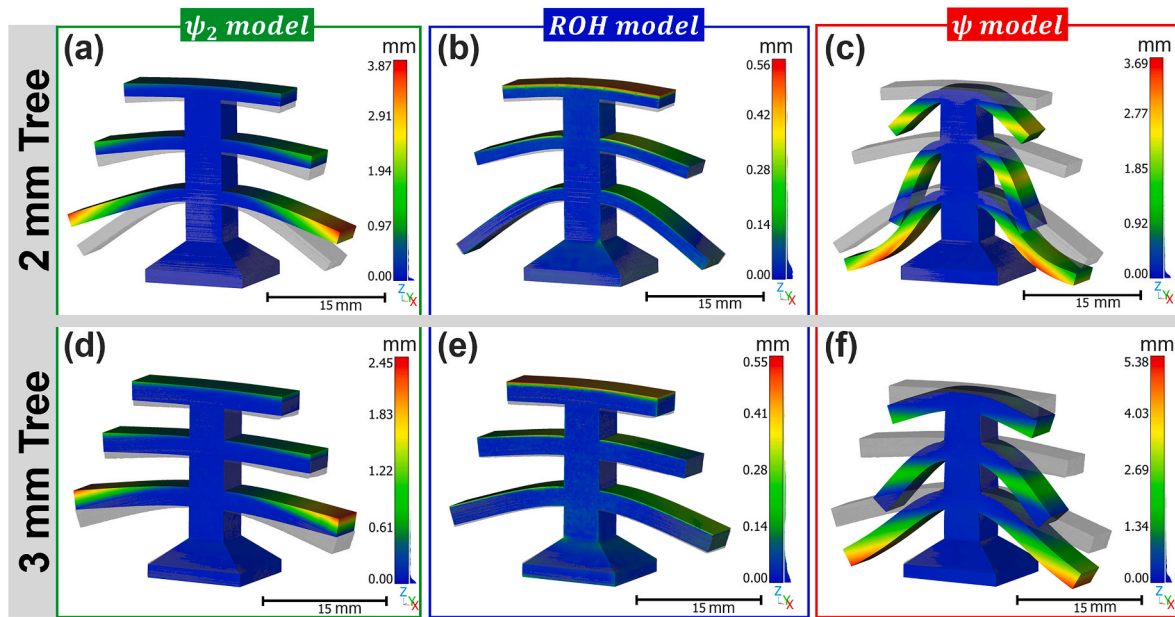 ψ₂ model
ROH model
ψ model
2 mm Tree
(a)
mm
3.87
2.91
1.94
0.97
0.00
Z
Y
X
15 mm
(b)
mm
0.56
0.42
0.28
0.14
0.00
Z
Y
X
15 mm
(c)
mm
3.69
2.77
1.85
0.92
0.00
Z
Y
X
15 mm
3 mm Tree
(d)
mm
2.45
1.83
1.22
0.61
0.00
Z
Y
X
15 mm
(e)
mm
0.55
0.41
0.28
0.14
0.00
Z
Y
X
15 mm
(f)
mm
5.38
4.03
2.69
1.34
0.00
Z
Y
X
15 mm